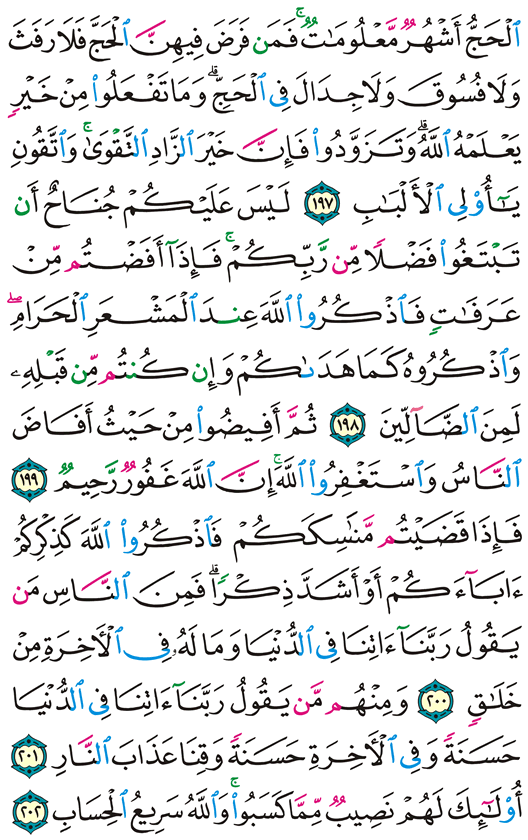 ٱلْحَجُّ أَشْهُرٌ مَّعْلُومَـٰتٌ ۚ فَمَن فَرَضَ فِيهِنَّ ٱلْحَجَّ فَلَا رَفَثَ
وَلَا فُسُوقَ وَلَا جِدَالَ فِى ٱلْحَجِّ ۗ وَمَا تَفْعَلُوا۟ مِنْ خَيْرٍ
يَعْلَمْهُ ٱللَّهُ ۗ وَتَزَوَّدُوا۟ فَإِنَّ خَيْرَ ٱلزَّادِ ٱلتَّقْوَىٰ ۚ وَٱتَّقُونِ
يَـٰٓأُو۟لِى ٱلْأَلْبَـٰبِ ١٩٧ لَيْسَ عَلَيْكُمْ جُنَاحٌ أَن
تَبْتَغُوا۟ فَضْلًا مِّن رَّبِّكُمْ ۚ فَإِذَآ أَفَضْتُم مِّنْ
عَرَفَـٰتٍ فَٱذْكُرُوا۟ ٱللَّهَ عِندَ ٱلْمَشْعَرِ ٱلْحَرَامِ ۖ
وَٱذْكُرُوهُ كَمَا هَدَىٰكُمْ وَإِن كُنتُم مِّن قَبْلِهِۦ
لَمِنَ ٱلضَّآلِّينَ ١٩٨ ثُمَّ أَفِيضُوا۟ مِنْ حَيْثُ أَفَاضَ
ٱلنَّاسُ وَٱسْتَغْفِرُوا۟ ٱللَّهَ ۚ إِنَّ ٱللَّهَ غَفُورٌ رَّحِيمٌ ١٩٩
فَإِذَا قَضَيْتُم مَّنَـٰسِكَكُمْ فَٱذْكُرُوا۟ ٱللَّهَ كَذِكْرِكُمْ
ءَابَآءَكُمْ أَوْ أَشَدَّ ذِكْرًا ۗ فَمِنَ ٱلنَّاسِ مَن
يَقُولُ رَبَّنَآ ءَاتِنَا فِى ٱلدُّنْيَا وَمَا لَهُۥ فِى ٱلْـَٔاخِرَةِ مِنْ
خَلَـٰقٍ ٢٠٠ وَمِنْهُم مَّن يَقُولُ رَبَّنَآ ءَاتِنَا فِى ٱلدُّنْيَا
حَسَنَةً وَفِى ٱلْـَٔاخِرَةِ حَسَنَةً وَقِنَا عَذَابَ ٱلنَّارِ ٢٠١
أُو۟لَـٰٓئِكَ لَهُمْ نَصِيبٌ مِّمَّا كَسَبُوا۟ ۚ وَٱللَّهُ سَرِيعُ ٱلْحِسَابِ ٢٠٢